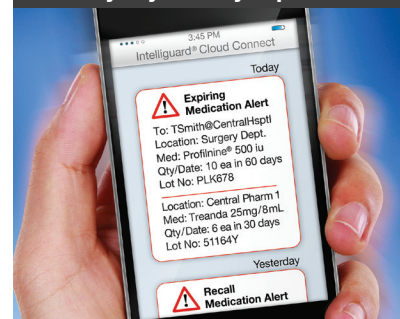 3:45 PM
Intelliguard® Cloud Connect
Today
Expiring
Medication Alert
To: TSmith@CentralHsptl
Location: Surgery Dept.
Med: Profilnine® 500 iu
Qty/Date: 10 ea in 60 days
Lot No: PLK678
Location: Central Pharm 1
Med: Treanda 25mg/8mL
Qty/Date: 6 ea in 30 days
Lot No: 51164Y
Yesterday
Recall
Medication Alert